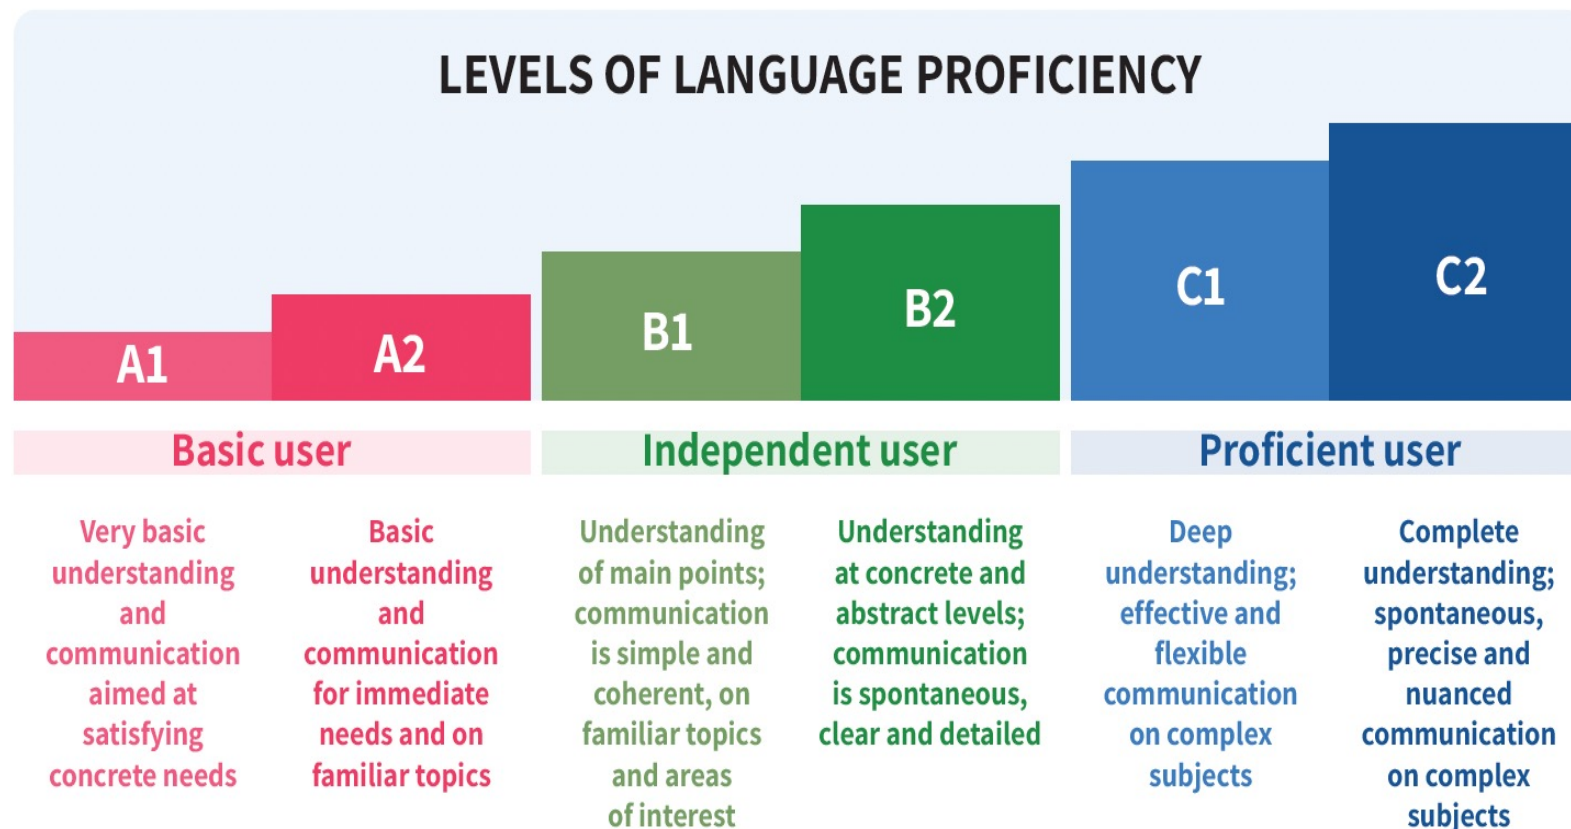 LEVELS OF LANGUAGE PROFICIENCY
A1
A2
B1
B2
C1
C2
Basic user
Independent user
Proficient user
Very basic
understanding
and
communication
aimed at
satisfying
concrete needs
Basic
understanding
and
communication
for immediate
needs and on
familiar topics
Understanding
of main points;
communication
is simple and
coherent, on
familiar topics
and areas
of interest
Understanding
at concrete and
abstract levels;
communication
is spontaneous,
clear and detailed
Deep
understanding;
effective and
flexible
communication
on complex
subjects
Complete
understanding;
spontaneous,
precise and
nuanced
communication
on complex
subjects